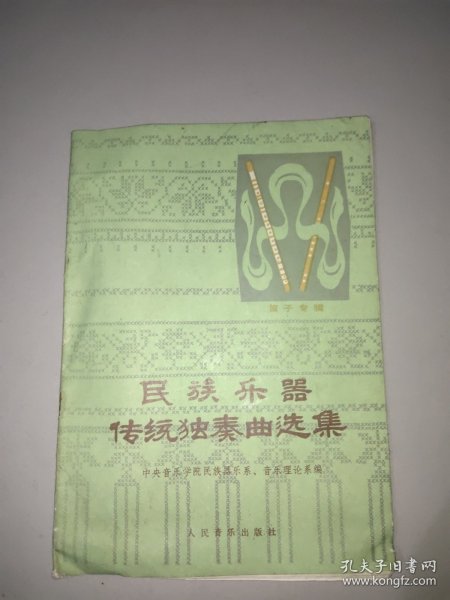 笛子专辑
民族乐器
传统独奏曲选集
中央音乐学院民族器乐系、音乐理论系编
人民音乐出版社
孔夫子旧书网
www.kongfz.com